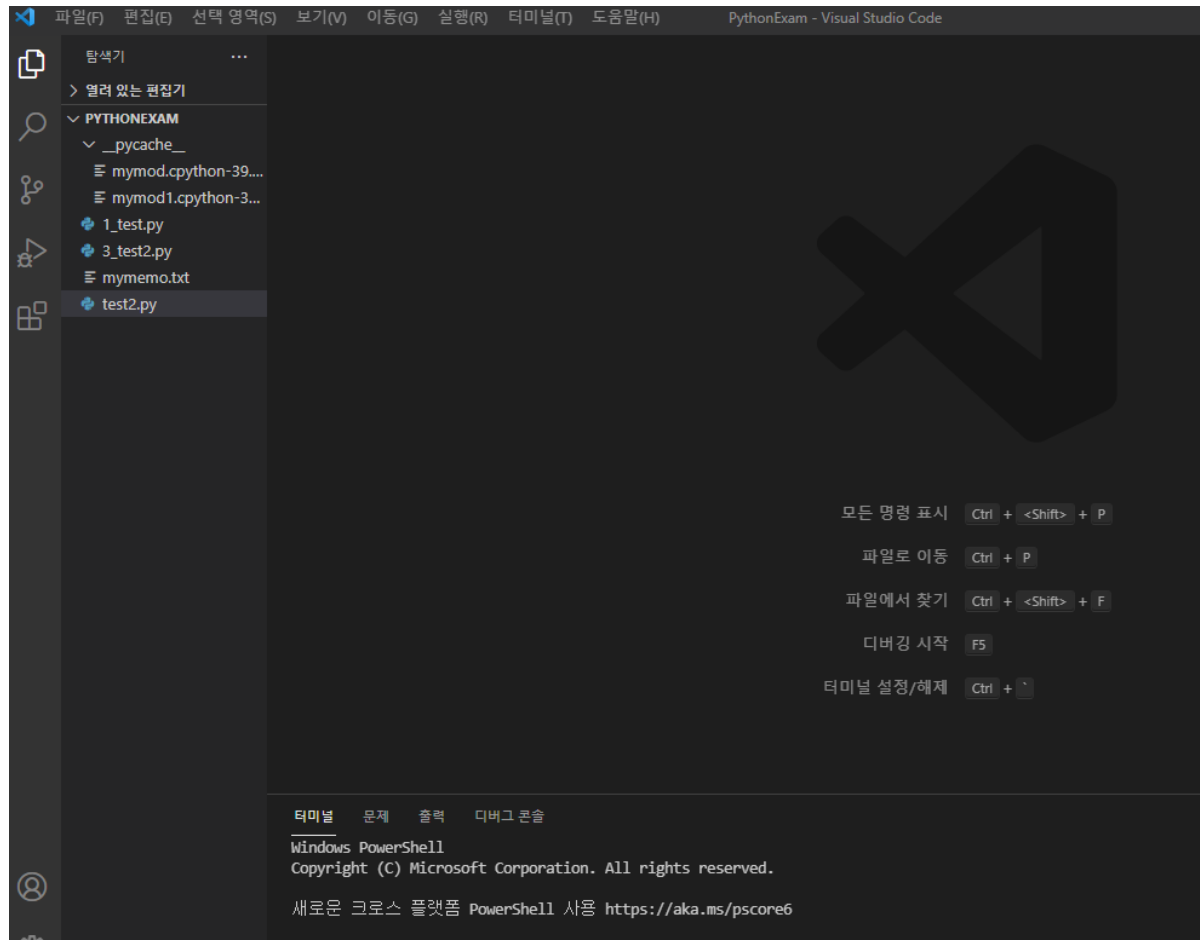 파일(F) 편집(E) 선택 영역(S) 보기(V) 이동(G) 실행(R) 터미널(T) 도움말(H) PythonExam - Visual Studio Code
탐색기 ···
열려 있는 편집기
PYTHONEXAM
__pycache__
mymod.cpython-39....
mymod1.cpython-3...
1_test.py
3_test2.py
mymemo.txt
test2.py
모든 명령 표시 Ctrl + <Shift> + P
파일로 이동 Ctrl + P
파일에서 찾기 Ctrl + <Shift> + F
디버깅 시작 F5
터미널 설정/해제 Ctrl + `
터미널 문제 출력 디버그 콘솔
Windows PowerShell
Copyright (C) Microsoft Corporation. All rights reserved.
새로운 크로스 플랫폼 PowerShell 사용 https://aka.ms/pscore6